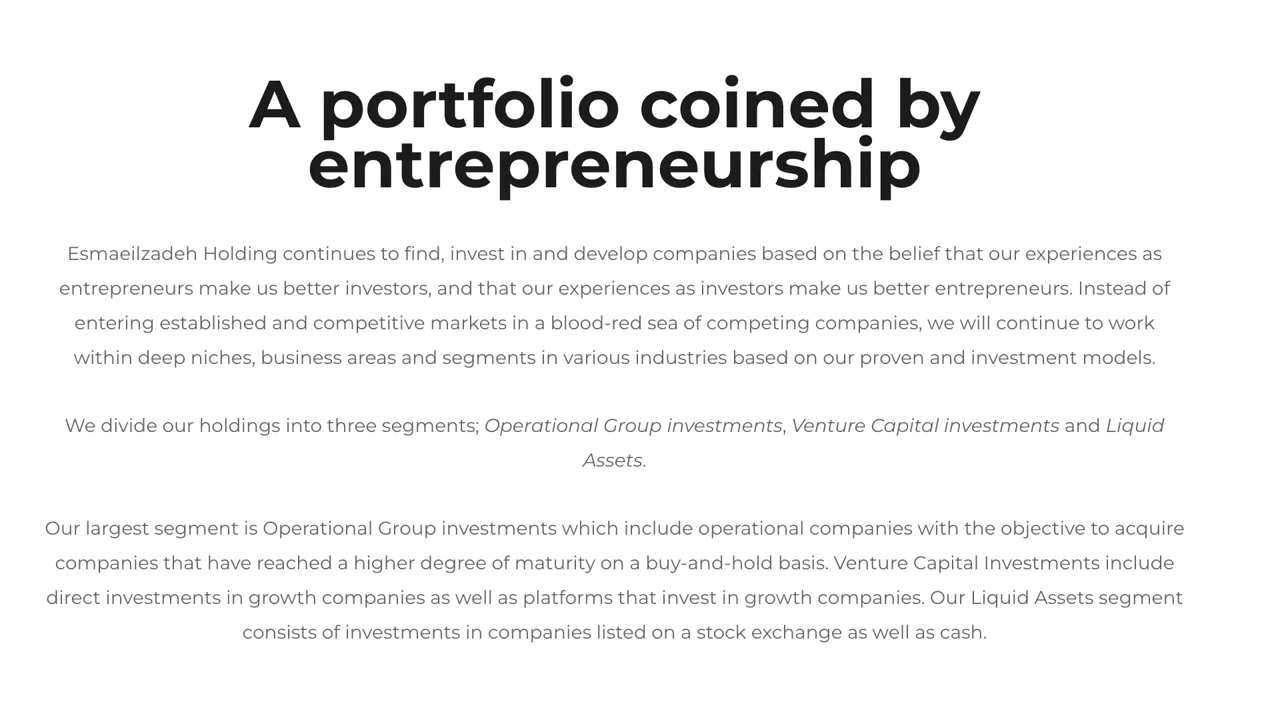 A portfolio coined by
entrepreneurship
Esmaeilzadeh Holding continues to find, invest in and develop companies based on the belief that our experiences as
entrepreneurs make us better investors, and that our experiences as investors make us better entrepreneurs. Instead of
entering established and competitive markets in a blood-red sea of competing companies, we will continue to work
within deep niches, business areas and segments in various industries based on our proven and investment models.
We divide our holdings into three segments; Operational Group investments, Venture Capital investments and Liquid
Assets.
Our largest segment is Operational Group investments which include operational companies with the objective to acquire
companies that have reached a higher degree of maturity on a buy-and-hold basis. Venture Capital Investments include
direct investments in growth companies as well as platforms that invest in growth companies. Our Liquid Assets segment
consists of investments in companies listed on a stock exchange as well as cash.